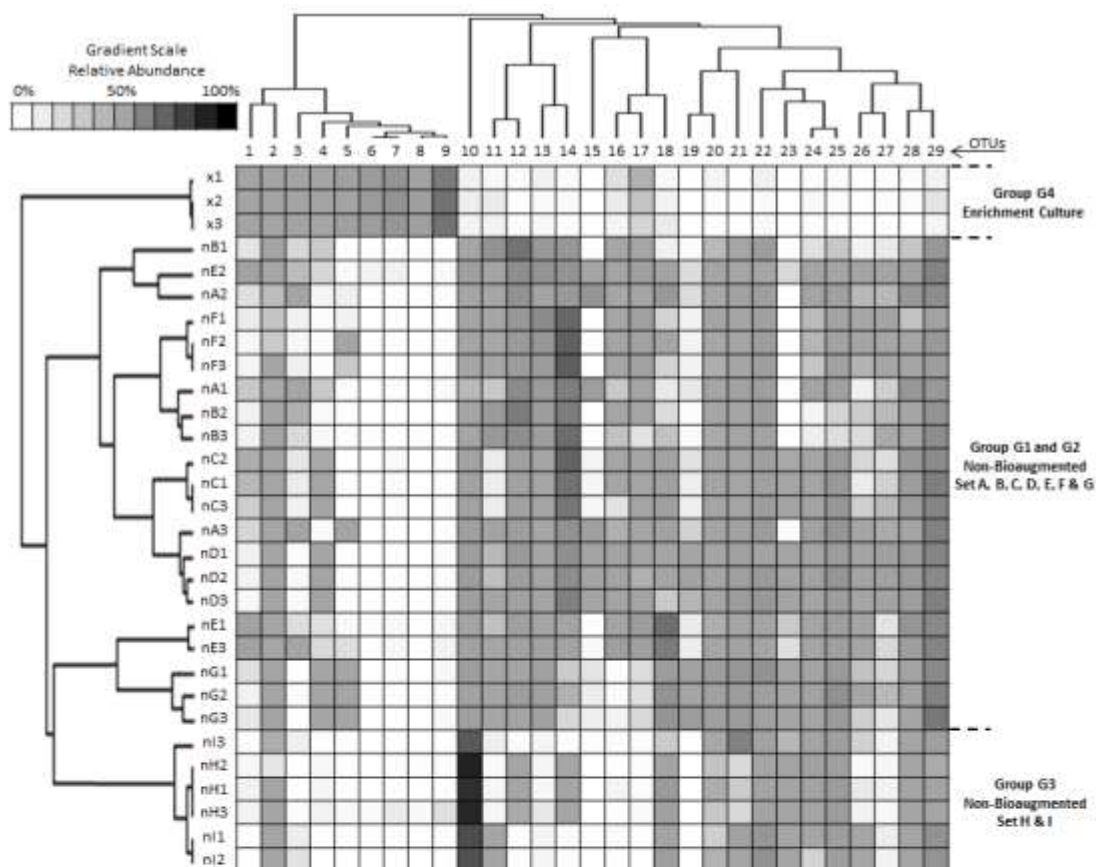 Gradient Scale
Relative Abundance
0% 50% 100%
1 2 3 4 5 6 7 8 9 10 11 12 13 14 15 16 17 18 19 20 21 22 23 24 25 26 27 28 29
OTUs
x1
x2
x3
Group G4
Enrichment Culture
nB1
nE2
nA2
nF1
nF2
nF3
nA1
nB2
nB3
nC2
nC1
nC3
nA3
nD1
nD2
nD3
nE1
nE3
nG1
nG2
nG3
Group G1 and G2
Non-Bioaugmented
Set A, B, C, D, E, F & G
nI3
nH2
nH1
nH3
nI1
nI2
Group G3
Non-Bioaugmented
Set H & I